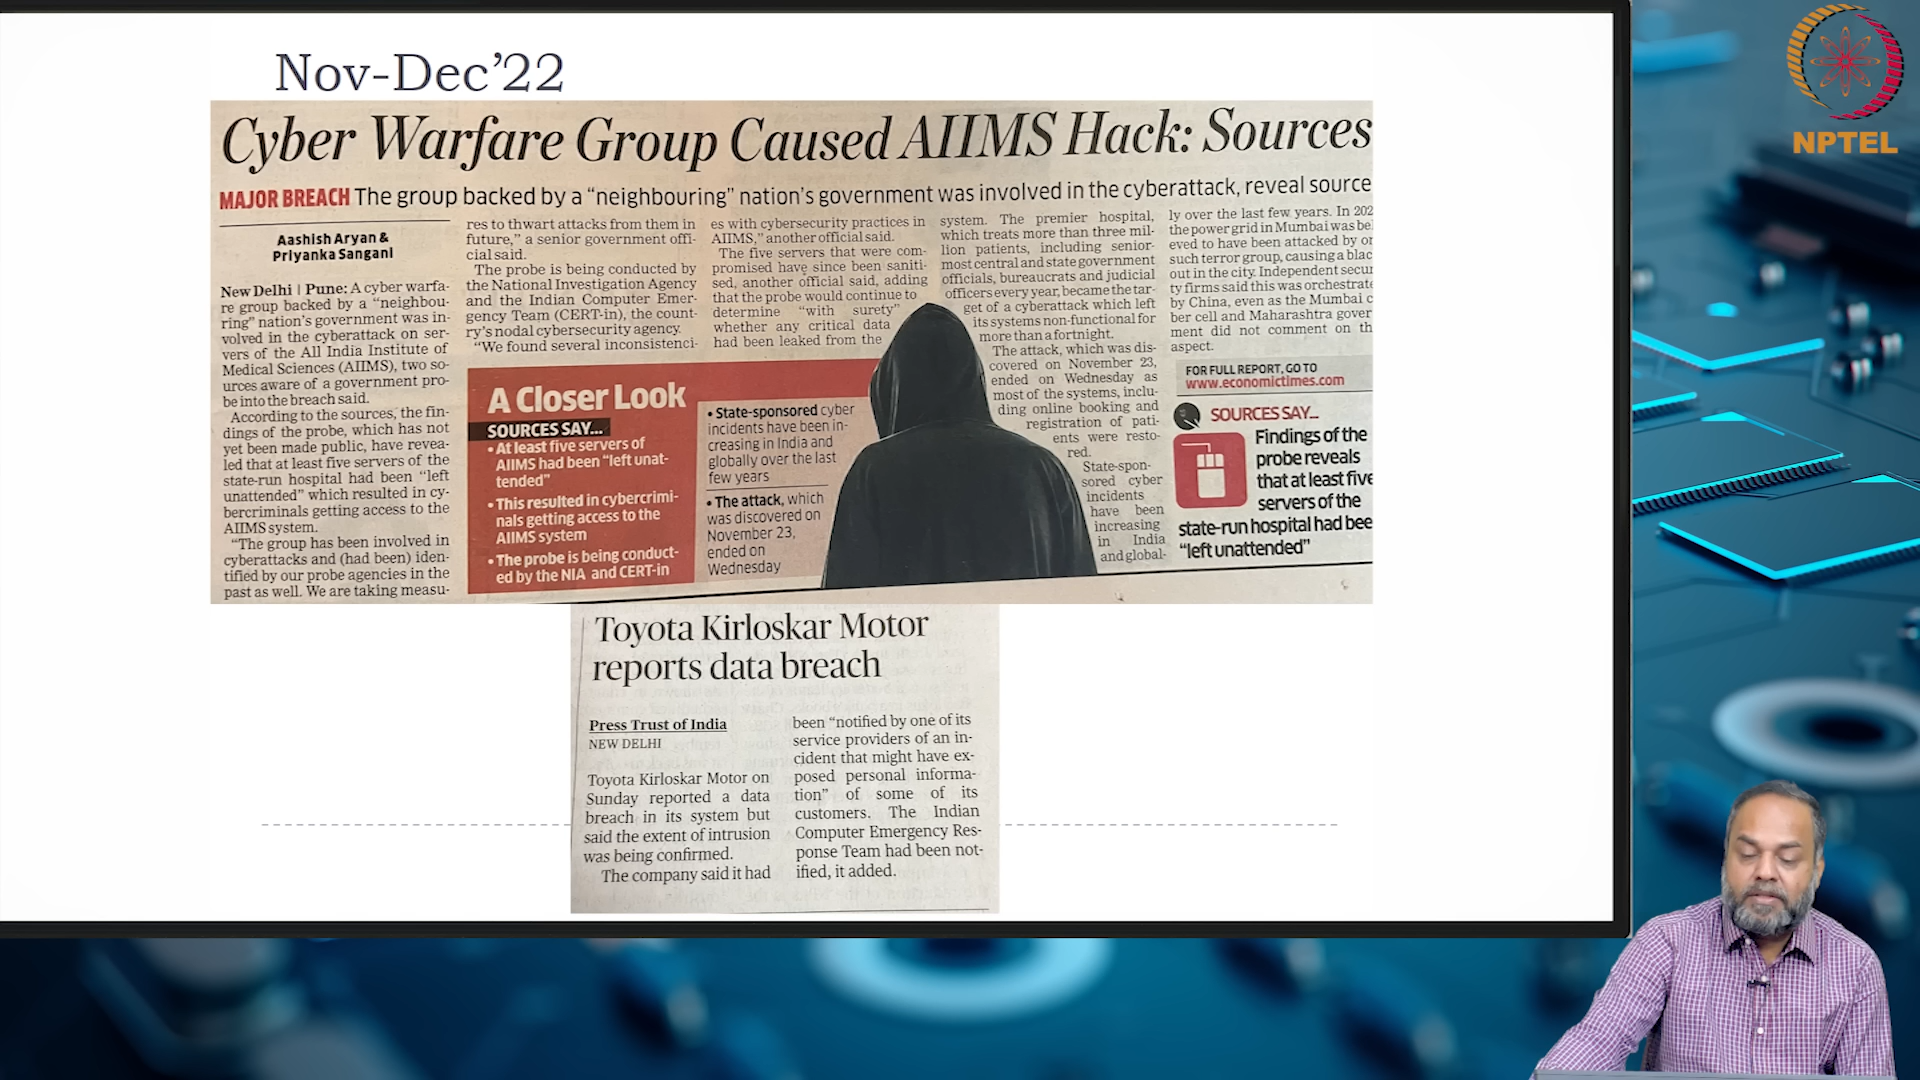 Nov-Dec’22
NPTEL
Cyber Warfare Group Caused AIIMS Hack: Sources
MAJOR BREACH The group backed by a “neighbouring” nation’s government was involved in the cyberattack, reveal source
Aashish Aryan &
Priyanka Sangani
New Delhi | Pune: A cyber warfa-
re group backed by a “neighbou-
ring” nation’s government was in-
volved in the cyberattack on ser-
vers of the All India Institute of
Medical Sciences (AIIMS), two so-
urces aware of a government pro-
be into the breach said.
According to the sources, the fin-
dings of the probe, which has not
yet been made public, have revea-
led that at least five servers of the
state-run hospital had been “left
unattended” which resulted in cy-
bercriminals getting access to the
AIIMS system.
“The group has been involved in
cyberattacks and (had been) iden-
tified by our probe agencies in the
past as well. We are taking measu-
res to thwart attacks from them in
future,” a senior government offi-
cial said.
The probe is being conducted by
the National Investigation Agency
and the Indian Computer Emer-
gency Team (CERT-in), the count-
ry’s nodal cybersecurity agency.
“We found several inconsistenci-
es with cybersecurity practices in
AIIMS,” another official said.
The five servers that were com-
promised have since been saniti-
sed, another official said, adding
that the probe would continue to
determine “with surety”
whether any critical data
had been leaked from the
system. The premier hospital,
which treats more than three mil-
lion patients, including senior-
most central and state government
officials, bureaucrats and judicial
officers every year, became the tar-
get of a cyberattack which left
its systems non-functional for
more than a fortnight.
The attack, which was dis-
covered on November 23,
ended on Wednesday as
most of the systems, inclu-
ding online booking and
registration of pati-
ents were resto-
red.
State-spon-
sored cyber
incidents
have been
increasing
in India
and global-
ly over the last few years. In 202
the power grid in Mumbai was be
eved to have been attacked by or
such terror group, causing a blac
out in the city. Independent secu
ty firms said this was orchestrate
by China, even as the Mumbai c
ber cell and Maharashtra gover
ment did not comment on th
aspect.
A Closer Look
SOURCES SAY...
• At least five servers of
AIIMS had been “left unat-
tended”
• This resulted in cybercrimi-
nals getting access to the
AIIMS system
• The probe is being conduct-
ed by the NIA and CERT-in
• State-sponsored cyber
incidents have been in-
creasing in India and
globally over the last
few years
• The attack, which
was discovered on
November 23,
ended on
Wednesday
FOR FULL REPORT, GO TO
www.economictimes.com
SOURCES SAY...
Findings of the
probe reveals
that at least five
servers of the
state-run hospital had bee
“left unattended”
Toyota Kirloskar Motor
reports data breach
Press Trust of India
NEW DELHI
Toyota Kirloskar Motor on
Sunday reported a data
breach in its system but
said the extent of intrusion
was being confirmed.
The company said it had
been “notified by one of its
service providers of an in-
cident that might have ex-
posed personal informa-
tion” of some of its
customers. The Indian
Computer Emergency Res-
ponse Team had been not-
ified, it added.